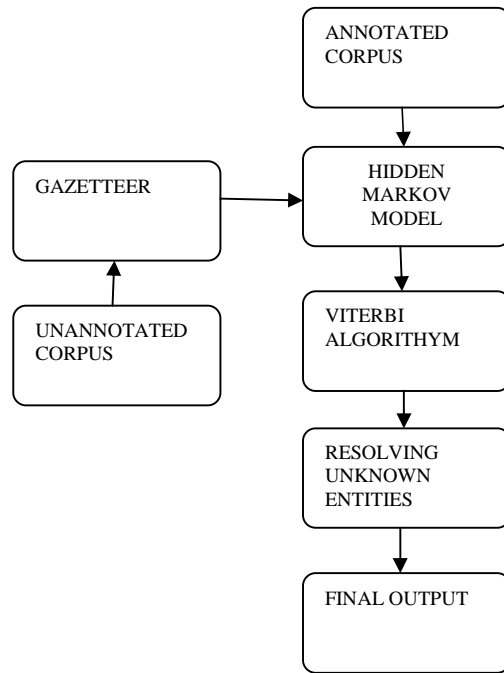 ANNOTATED
CORPUS
GAZETTEER
HIDDEN
MARKOV
MODEL
UNANNOTATED
CORPUS
VITERBI
ALGORITHYM
RESOLVING
UNKNOWN
ENTITIES
FINAL OUTPUT